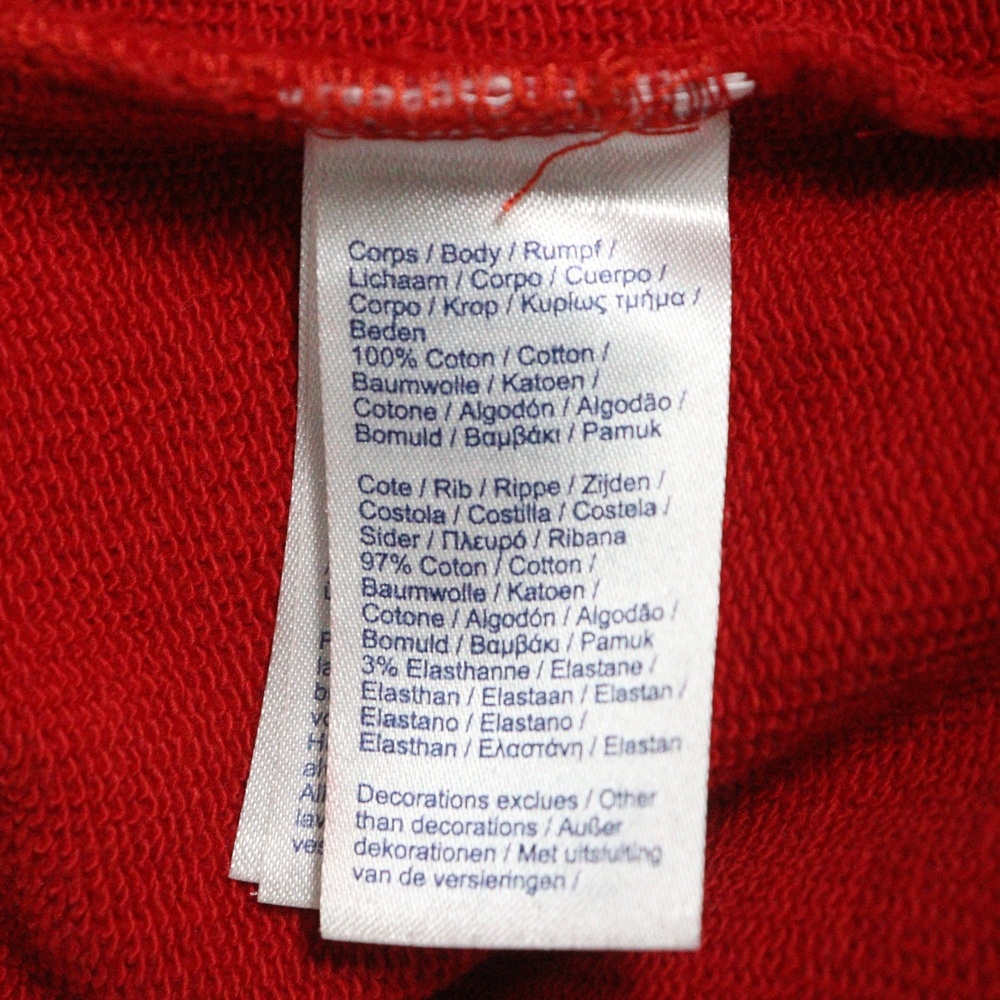 Corps / Body / Rumpf /
Lichaam / Corpo / Cuerpo /
Corpo / Krop / Κυρίως τμήμα /
Beden
100% Coton / Cotton /
Baumwolle / Katoen /
Cotone / Algodón / Algodão /
Bomuld / Βαμβάκι / Pamuk
Cote / Rib / Rippe / Zijden /
Costola / Costilla / Costela /
Sider / Πλευρό / Ribana
97% Coton / Cotton /
Baumwolle / Katoen /
Cotone / Algodón / Algodão /
Bomuld / Βαμβάκι / Pamuk
3% Elasthanne / Elastane /
Elasthan / Elastaan / Elastan /
Elastano / Elastano /
Elasthan / Ελαστάνη / Elastan
Decorations exclues / Other
than decorations / Außer
dekorationen / Met uitsluiting
van de versieringen /